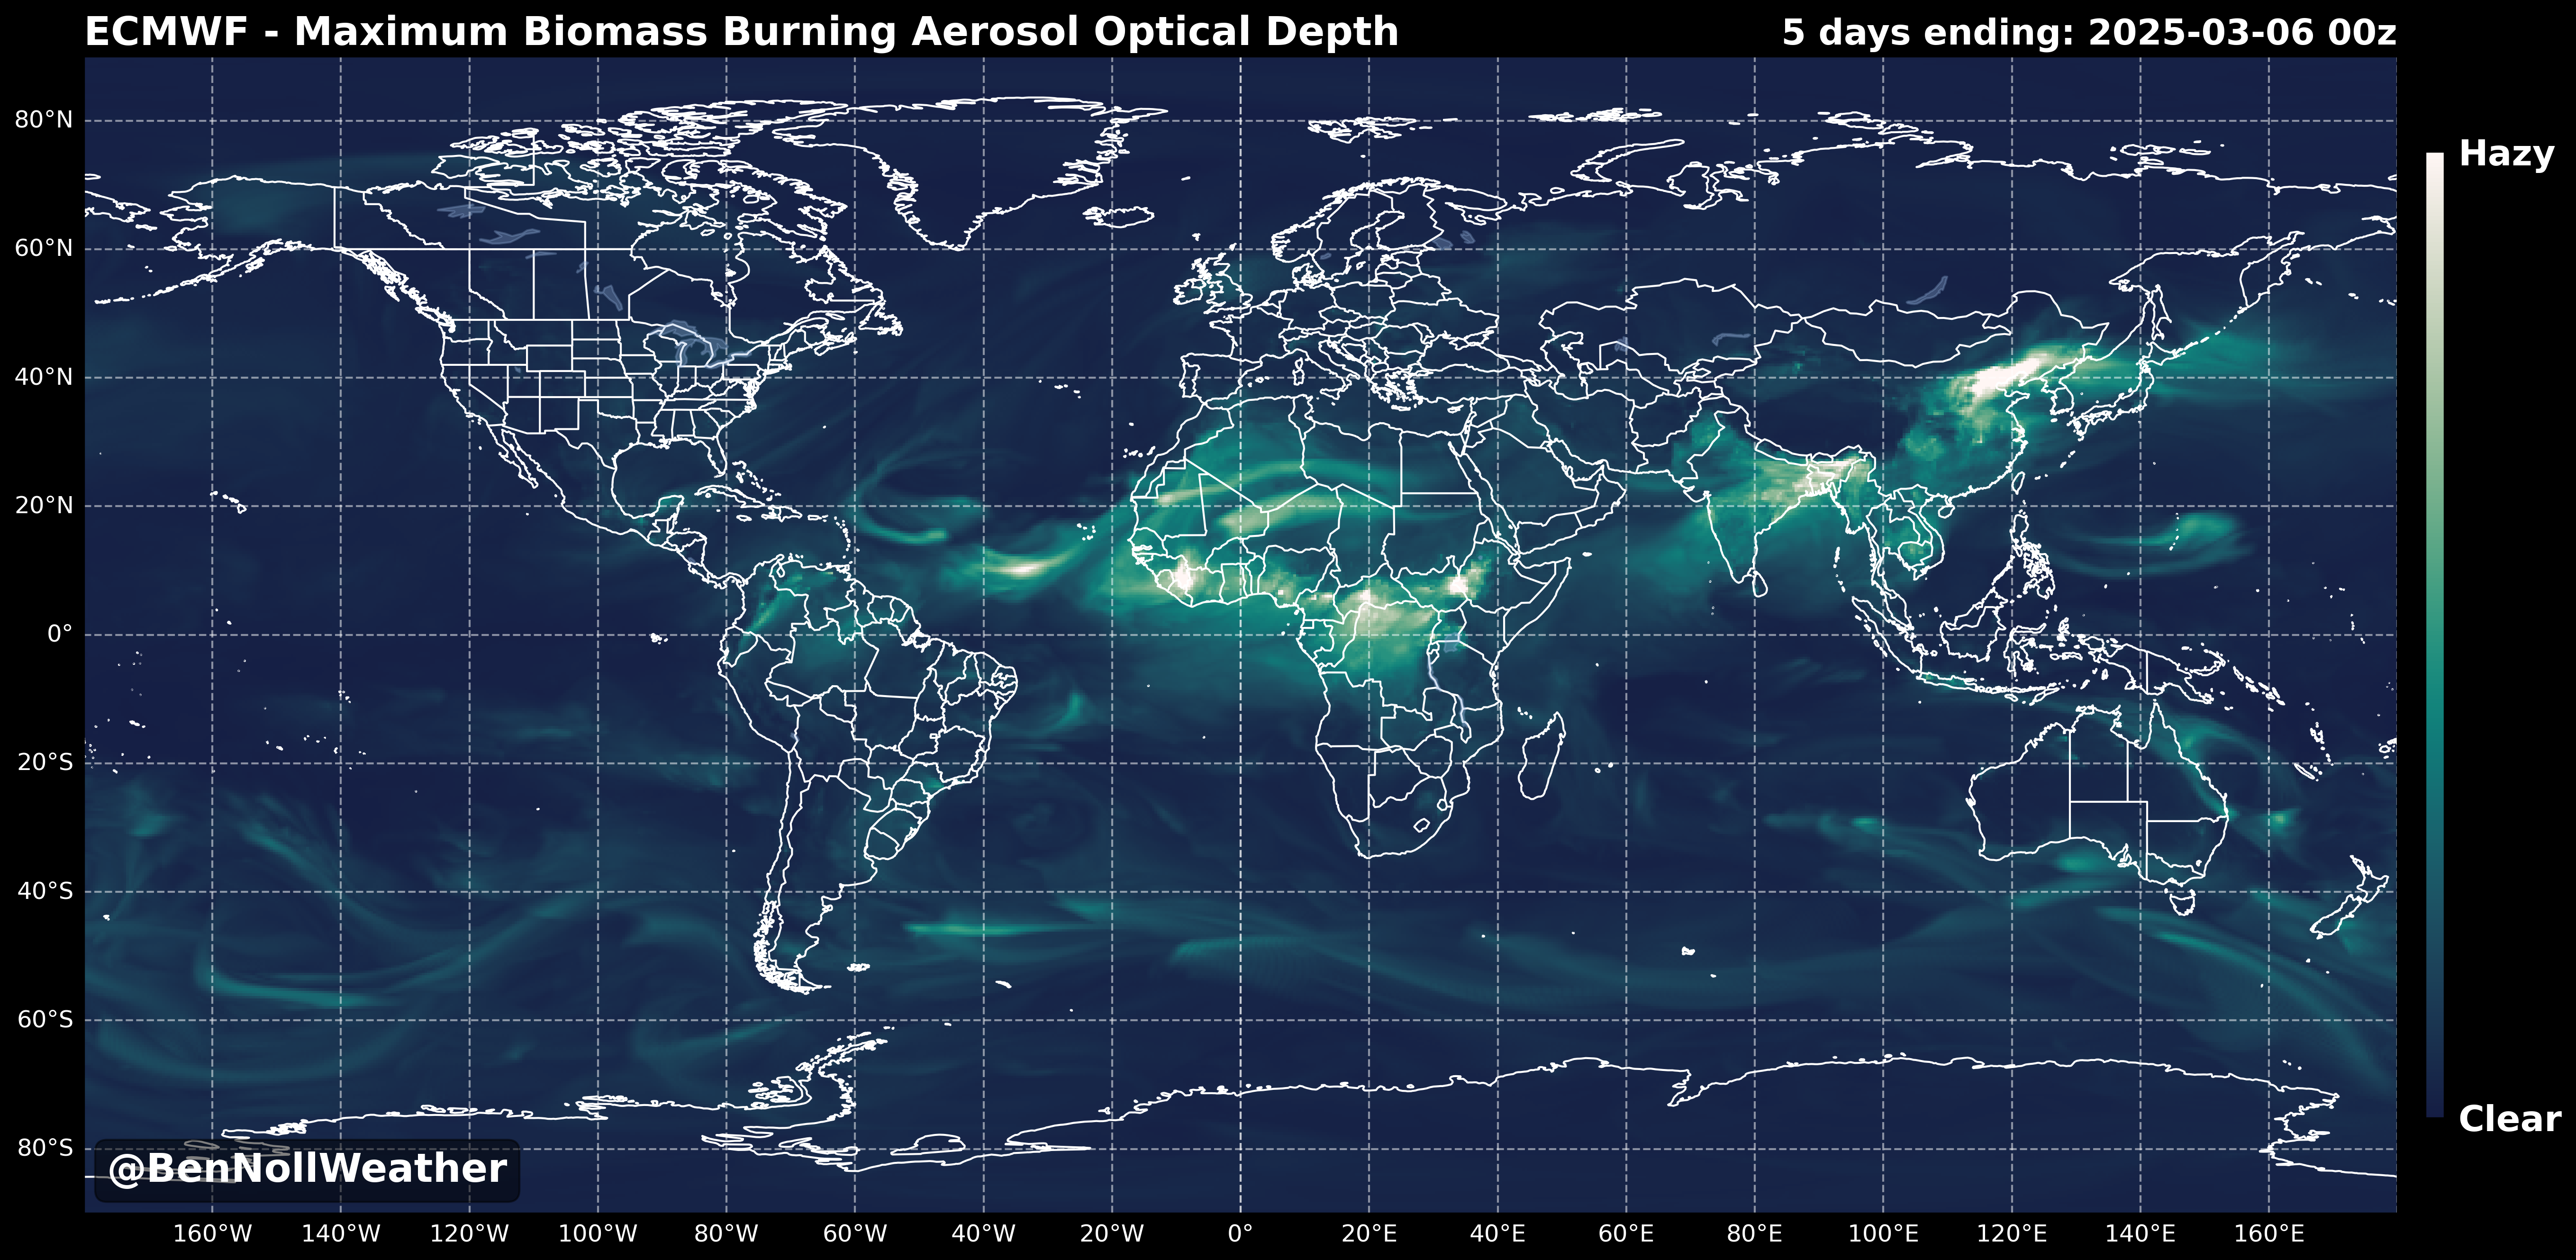 ECMWF - Maximum Biomass Burning Aerosol Optical Depth
5 days ending: 2025-03-06 00z
Hazy
Clear
80°N
60°N
40°N
20°N
0°
20°S
40°S
60°S
80°S
@BenNollWeather
160°W 140°W 120°W 100°W 80°W 60°W 40°W 20°W 0° 20°E 40°E 60°E 80°E 100°E 120°E 140°E 160°E